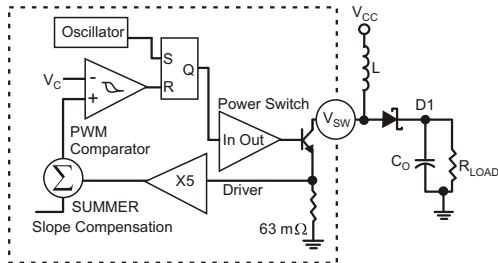 Oscillator
S
R
Q
V_C
-
+
PWM
Comparator
Power Switch
In Out
V_SW
V_CC
L
D1
C_O
R_LOAD
X5
Driver
Σ
SUMMER
Slope Compensation
63 mΩ